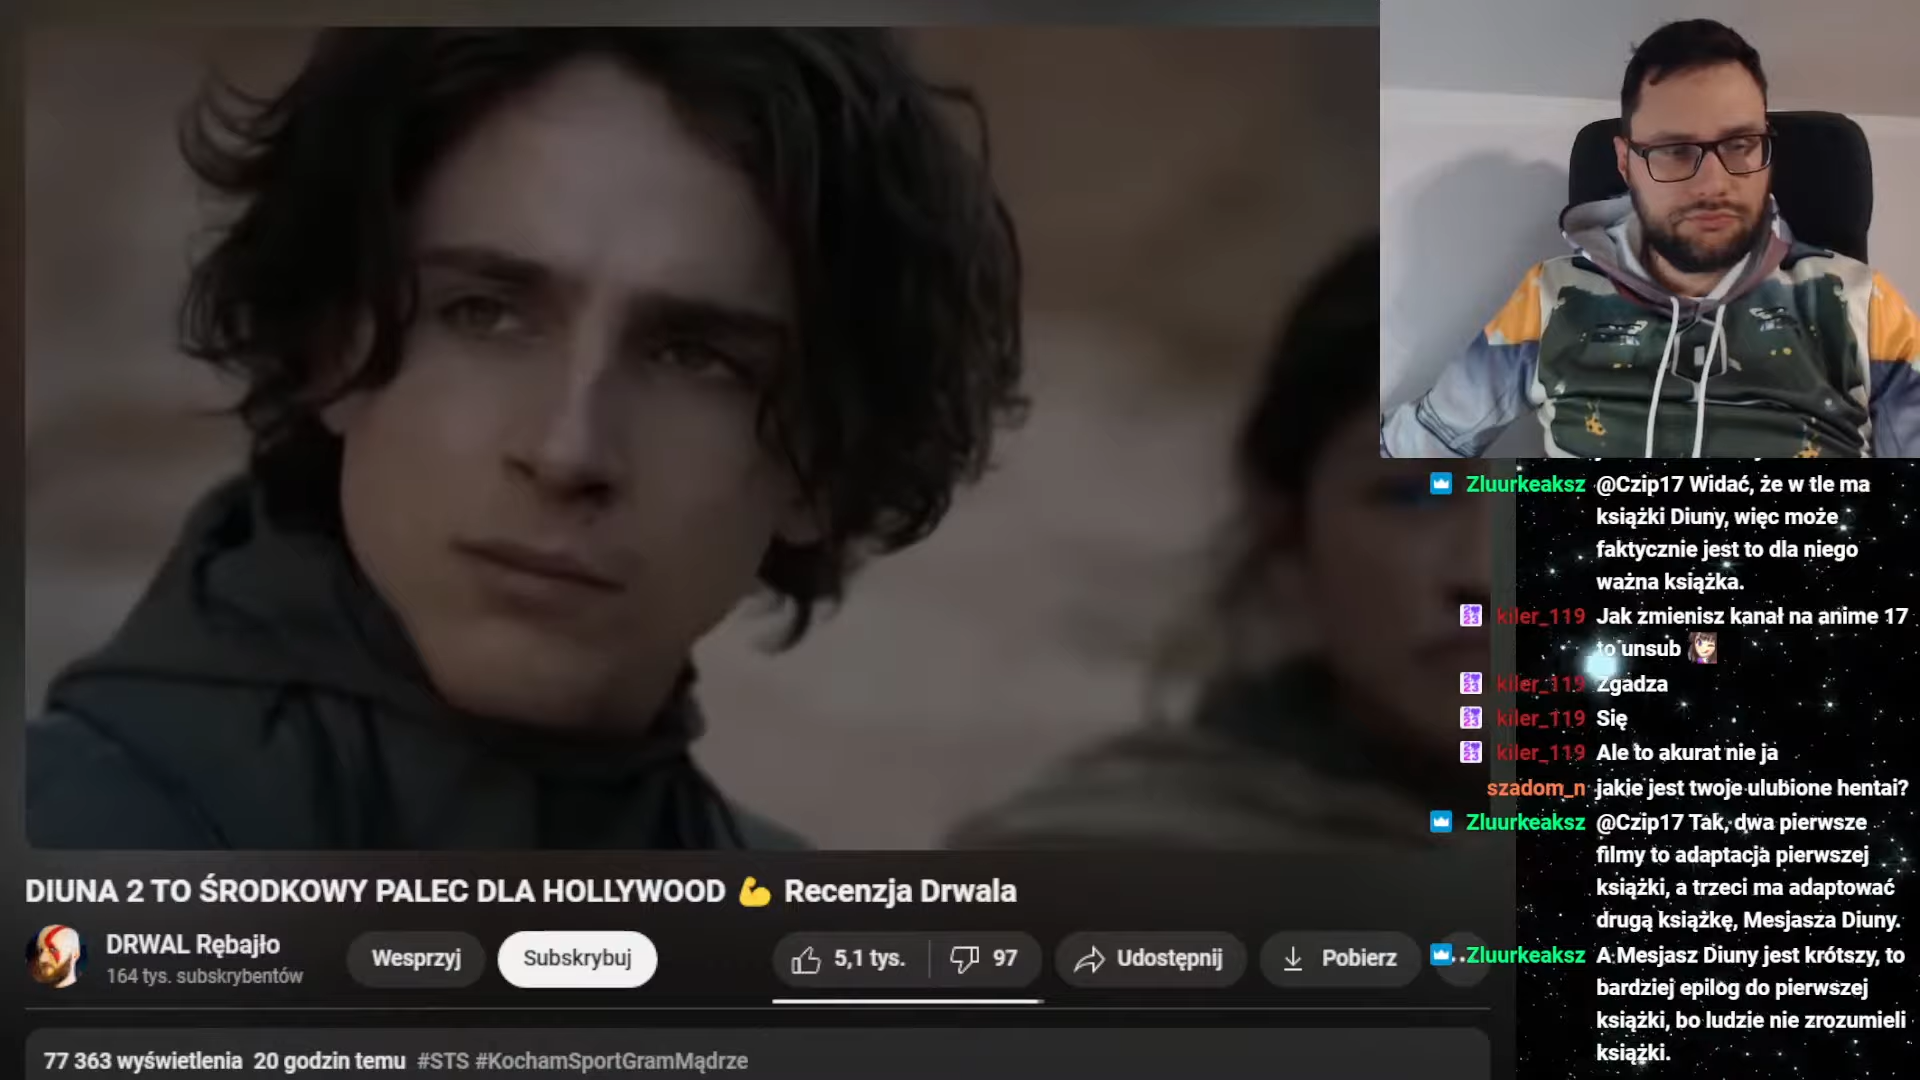 DIUNA 2 TO ŚRODKOWY PALEC DLA HOLLYWOOD 💪 Recenzja Drwala
DRWAL Rębajło
164 tys. subskrybentów
Wesprzyj
Subskrybuj
5,1 tys.
97
Udostępnij
Pobierz
77 363 wyświetlenia 20 godzin temu #STS #KochamSportGramMądrze
Zluurkeaksz @Czip17 Widać, że w tle ma
książki Diuny, więc może
faktycznie jest to dla niego
ważna książka.
kiler_119 Jak zmienisz kanał na anime 17
to unsub
kiler_119 Zgadza
kiler_119 Się
kiler_119 Ale to akurat nie ja
szadom_n jakie jest twoje ulubione hentai?
Zluurkeaksz @Czip17 Tak, dwa pierwsze
filmy to adaptacja pierwszej
książki, a trzeci ma adaptować
drugą książkę, Mesjasza Diuny.
Zluurkeaksz A Mesjasz Diuny jest krótszy, to
bardziej epilog do pierwszej
książki, bo ludzie nie zrozumieli
książki.